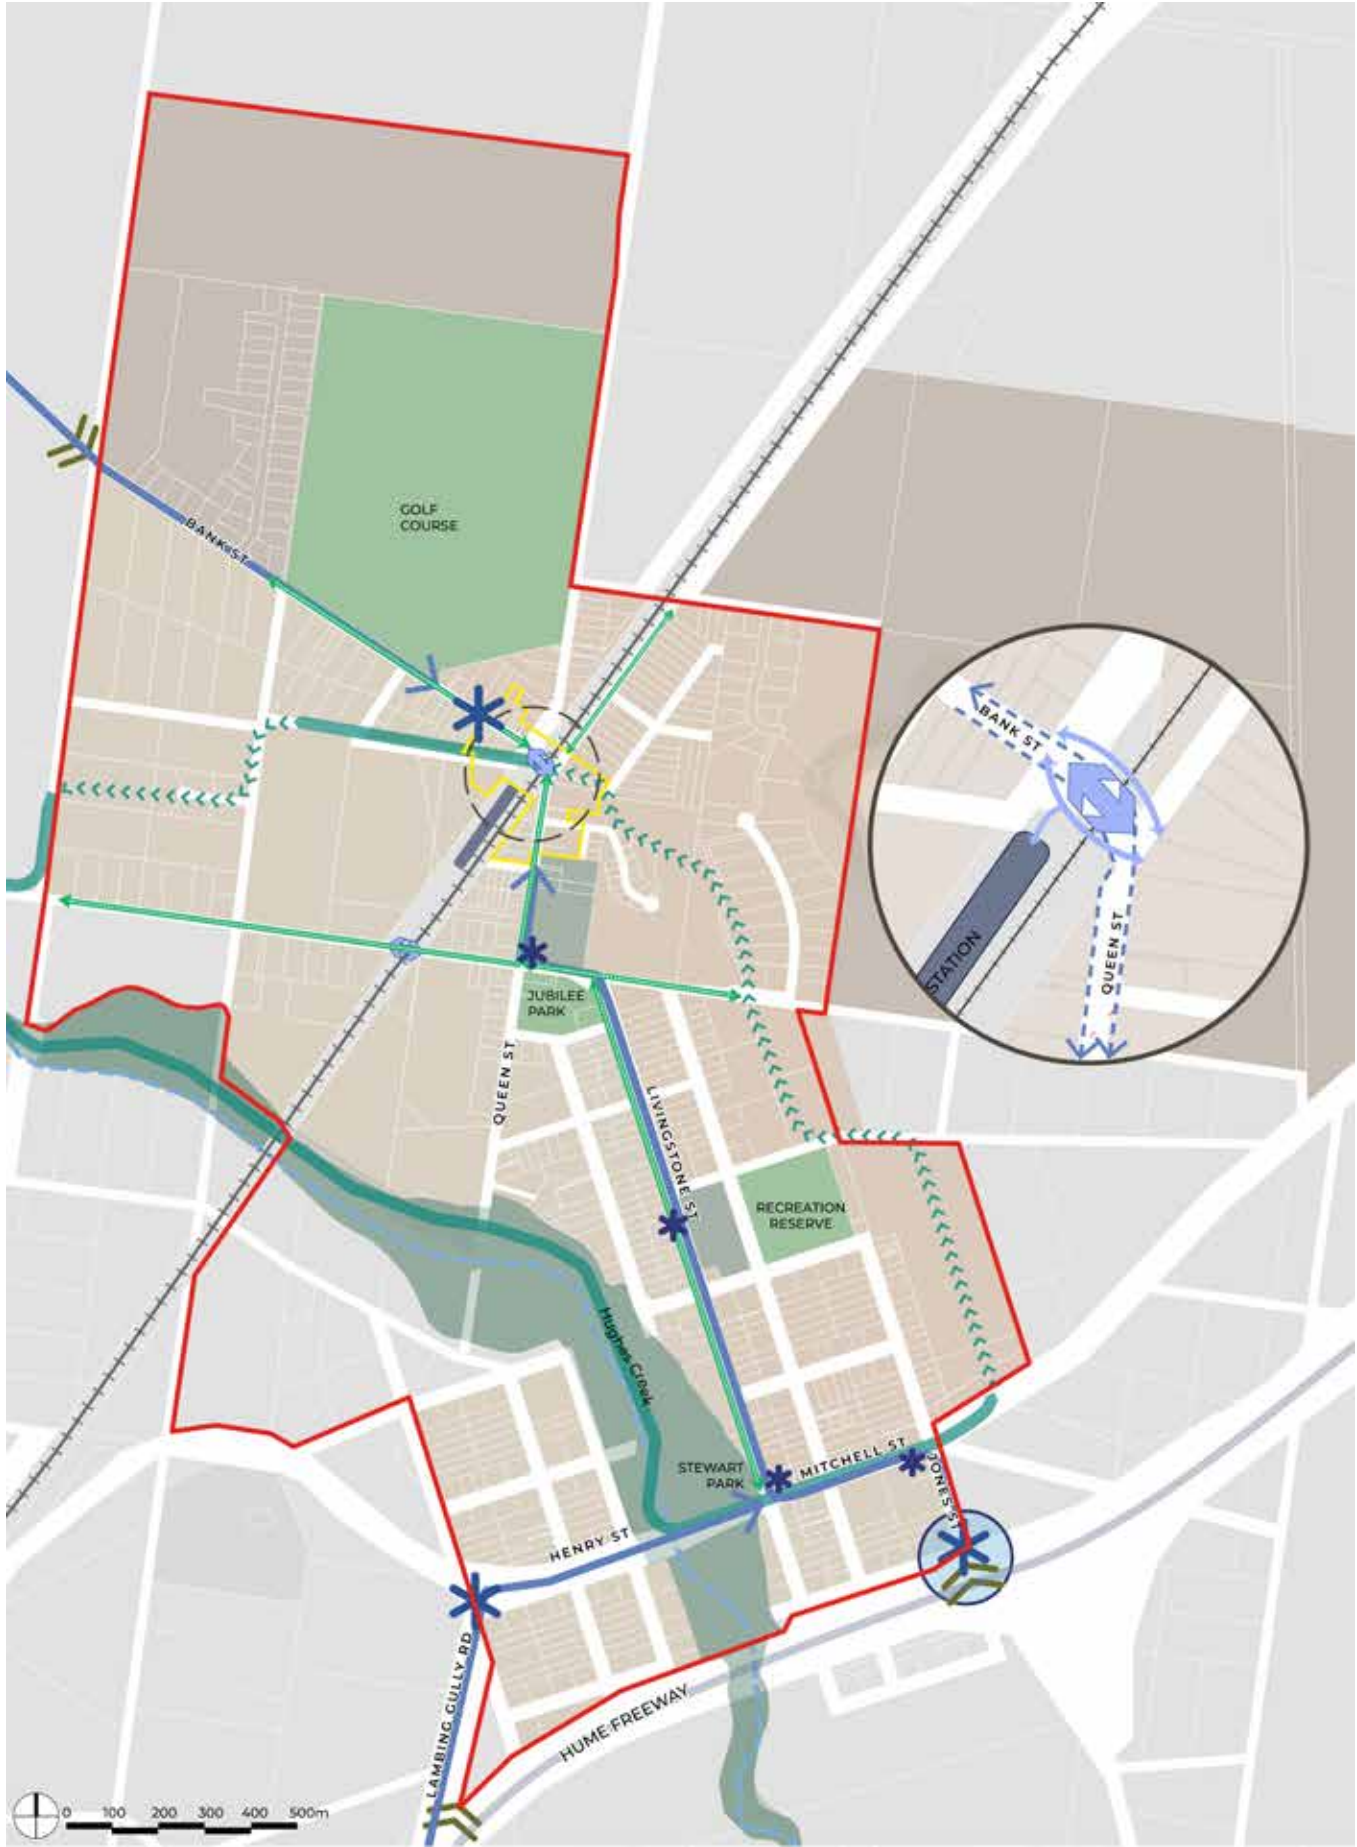 GOLF
COURSE
BANK ST
BANK ST
STATION
QUEEN ST
JUBILEE
PARK
QUEEN ST
LIVINGSTONE ST
RECREATION
RESERVE
Hughes Creek
STEWART
PARK
MITCHELL ST
JONES ST
HENRY ST
LAMBING GULLY RD
HUME FREEWAY
0 100 200 300 400 500m